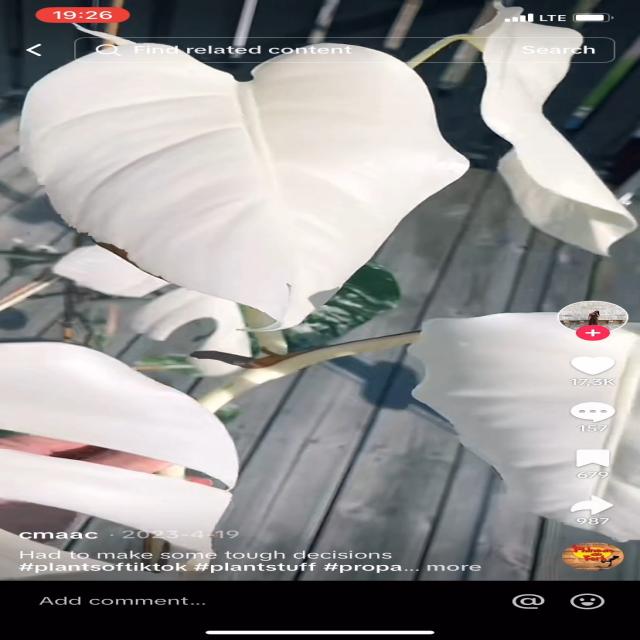 19:26
LTE
Find related content
Search
17,3K
157
679
987
cmaac · 2023-4-19
Had to make some tough decisions
#plantsoftiktok #plantstuff #propa... more
Add comment...
@